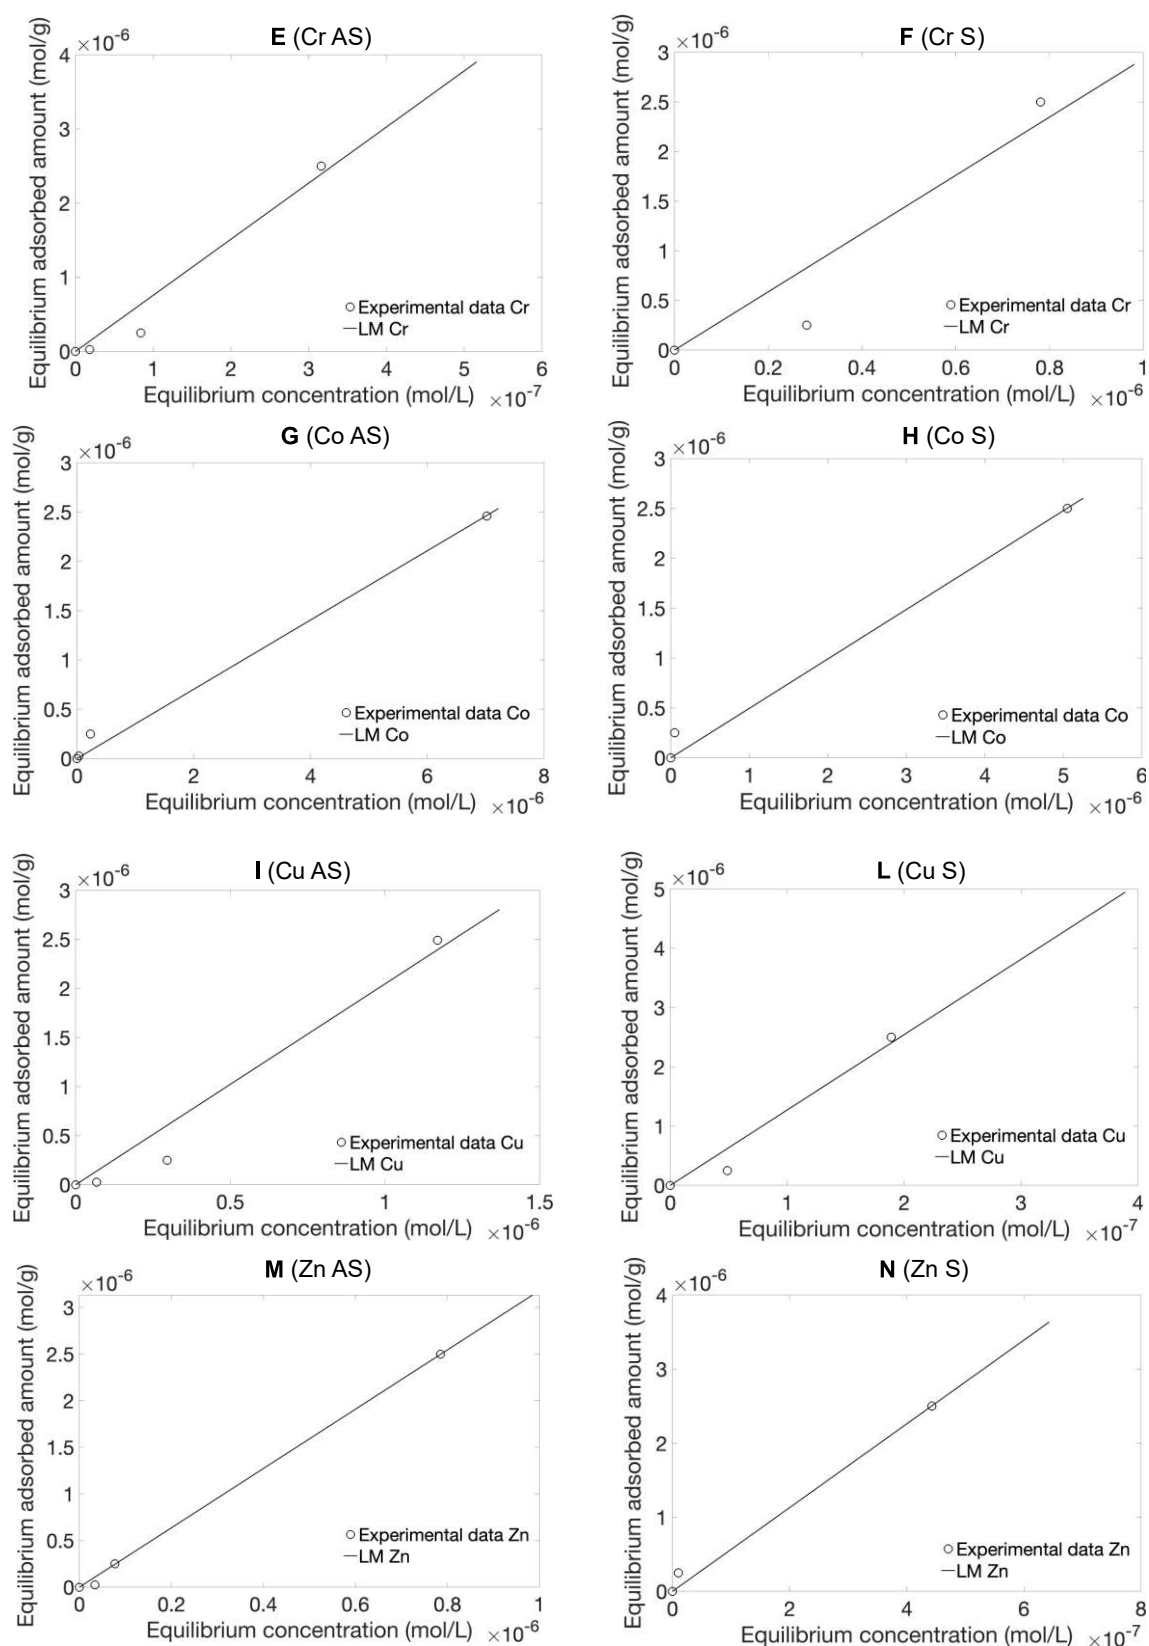 E (Cr AS)
×10-6
Equilibrium adsorbed amount (mol/g)
4
3
2
1
0
0 1 2 3 4 5 6
Experimental data Cr
LM Cr
Equilibrium concentration (mol/L) ×10-7
F (Cr S)
×10-6
Equilibrium adsorbed amount (mol/g)
3
2.5
2
1.5
1
0.5
0
0 0.2 0.4 0.6 0.8 1
Experimental data Cr
LM Cr
Equilibrium concentration (mol/L) ×10-6
G (Co AS)
×10-6
Equilibrium adsorbed amount (mol/g)
3
2.5
2
1.5
1
0.5
0
0 2 4 6 8
Experimental data Co
LM Co
Equilibrium concentration (mol/L) ×10-6
H (Co S)
×10-6
Equilibrium adsorbed amount (mol/g)
3
2.5
2
1.5
1
0.5
0
0 1 2 3 4 5 6
Experimental data Co
LM Co
Equilibrium concentration (mol/L) ×10-6
I (Cu AS)
×10-6
Equilibrium adsorbed amount (mol/g)
3
2.5
2
1.5
1
0.5
0
0 0.5 1 1.5
Experimental data Cu
LM Cu
Equilibrium concentration (mol/L) ×10-6
L (Cu S)
×10-6
Equilibrium adsorbed amount (mol/g)
5
4
3
2
1
0
0 1 2 3 4
Experimental data Cu
LM Cu
Equilibrium concentration (mol/L) ×10-7
M (Zn AS)
×10-6
Equilibrium adsorbed amount (mol/g)
3
2.5
2
1.5
1
0.5
0
0 0.2 0.4 0.6 0.8 1
Experimental data Zn
LM Zn
Equilibrium concentration (mol/L) ×10-6
N (Zn S)
×10-6
Equilibrium adsorbed amount (mol/g)
4
3
2
1
0
0 2 4 6 8
Experimental data Zn
LM Zn
Equilibrium concentration (mol/L) ×10-7